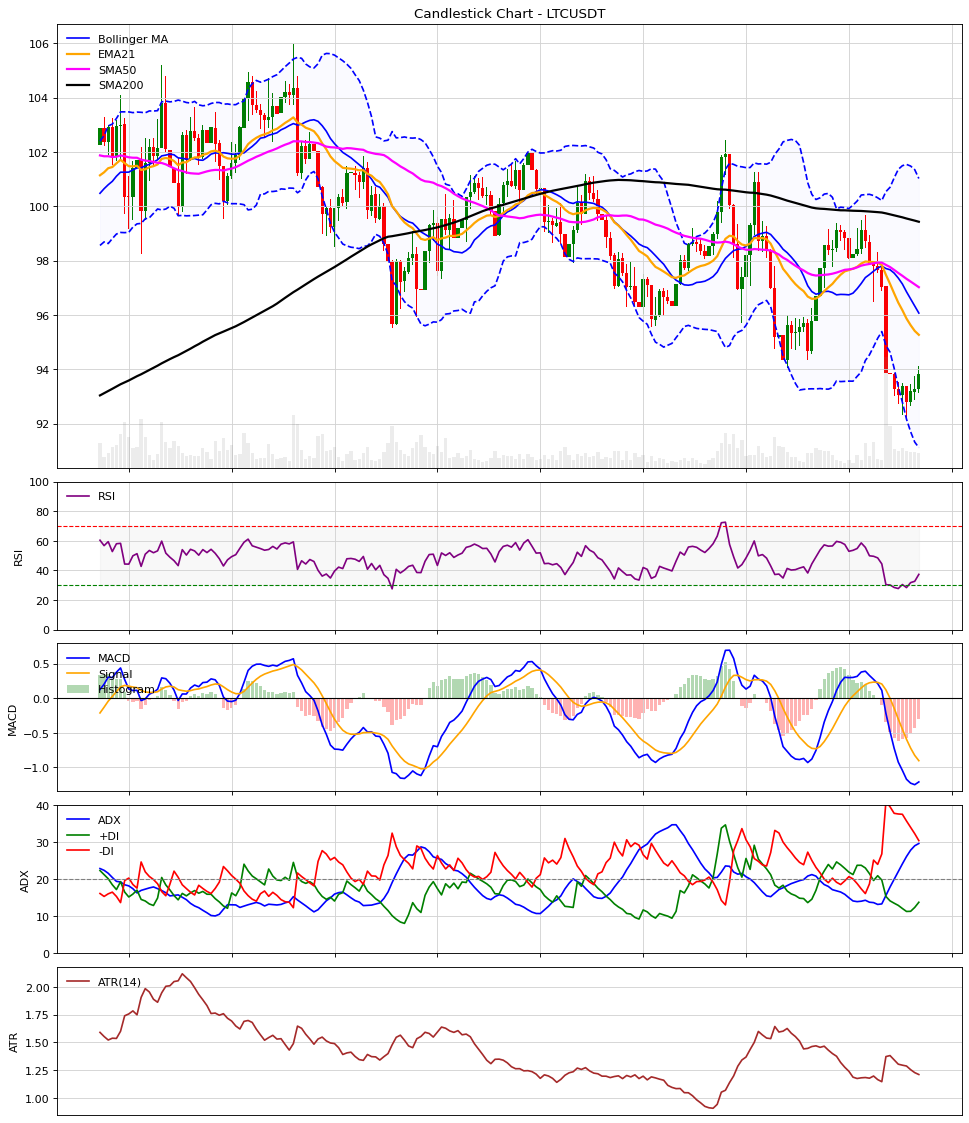 Candlestick Chart - LTCUSDT
Bollinger MA
EMA21
SMA50
SMA200
106
104
102
100
98
96
94
92
RSI
RSI
100
80
60
40
20
0
MACD
Signal
Histogram
MACD
0.5
0.0
−0.5
−1.0
ADX
+DI
-DI
ADX
40
30
20
10
0
ATR(14)
ATR
2.00
1.75
1.50
1.25
1.00